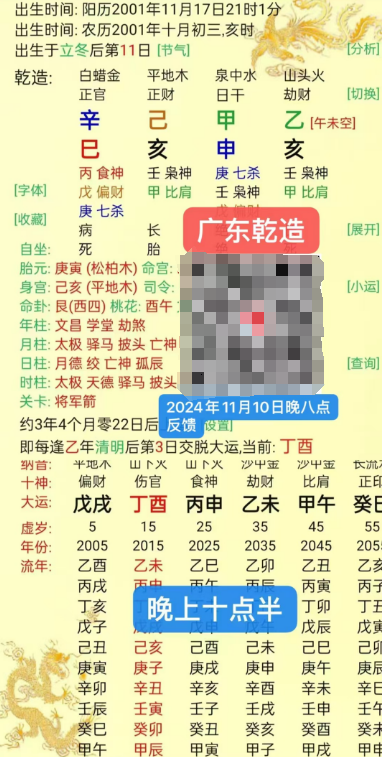 出生时间: 阳历2001年11月17日21时1分
出生时间: 农历2001年十月初三,亥时
出生于立冬后第11日 [节气] [分析]
乾造: 白蜡金 平地木 泉中水 山头火
正官 正财 日干 劫财 [切换]
辛 己 甲 乙 [午未空]
巳 亥 申 亥
丙 食神 壬 枭神 庚 七杀 壬 枭神
[字体] 戊 偏财 甲 比肩 壬 枭神 甲 比肩
庚 七杀
[收藏] 病 长 [展开]
广东乾造
自坐: 死 胎
胎元: 庚寅 (松柏木) 命宫:
身宫: 己亥 (平地木) 司令: [小运]
命卦: 艮(西四) 桃花: 酉午
年柱: 文昌 学堂 劫煞
月柱: 太极 驿马 披头 亡神
日柱: 月德 绞 亡神 孤辰 [查询]
时柱: 太极 天德 驿马 披头
关卡: 将军箭
2024年11月10日晚八点
反馈
约3年4个月零22日后 设置]
即每逢乙年清明后第3日交脱大运,当前: 丁酉
纳音: 平地木 山下火 山下火 沙中金 沙中金 长流水
十神: 偏财 伤官 食神 劫财 比肩 正印
大运: 戊戌 丁酉 丙申 乙未 甲午 癸巳
虚岁: 5 15 25 35 45 55
年份: 2005 2015 2025 2035 2045 2055
流年: 乙酉 乙未 乙巳 乙卯 乙丑 乙亥
丙戌 丙申 丙午 丙辰 丙寅 丙子
晚上十点半
丁亥 丁卯 丁丑
戊子 戊辰 戊寅
己丑 己亥 己酉 己未 己巳 己卯
庚寅 庚子 庚戌 庚申 庚午 庚辰
辛卯 辛丑 辛亥 辛酉 辛未 辛巳
壬辰 壬寅 壬子 壬戌 壬申 壬午
癸巳 癸卯 癸丑 癸亥 癸酉 癸未
甲午 甲辰 甲寅 甲子 甲戌 甲申